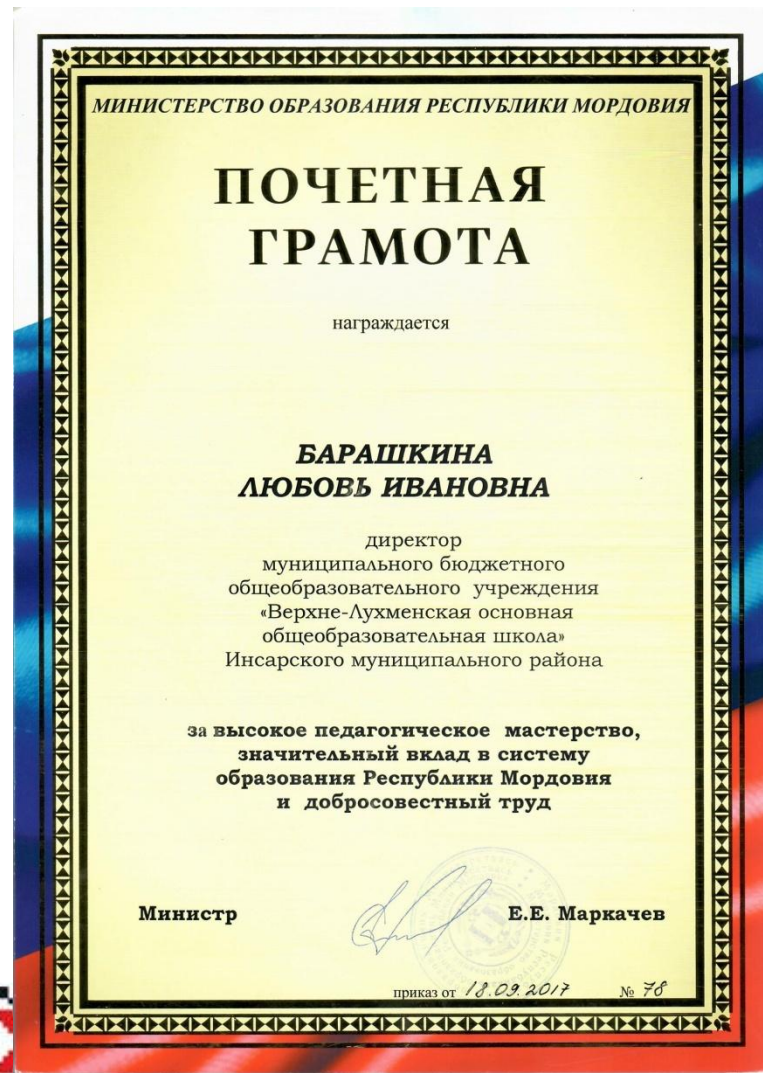 МИНИСТЕРСТВО ОБРАЗОВАНИЯ РЕСПУБЛИКИ МОРДОВИЯ
ПОЧЕТНАЯ
ГРАМОТА
награждается
БАРАШКИНА
ЛЮБОВЬ ИВАНОВНА
директор
муниципального бюджетного
общеобразовательного учреждения
«Верхне-Лухменская основная
общеобразовательная школа»
Инсарского муниципального района
за высокое педагогическое мастерство,
значительный вклад в систему
образования Республики Мордовия
и добросовестный труд
Министр Е.Е. Маркачев
приказ от 18.09.2017 № 78